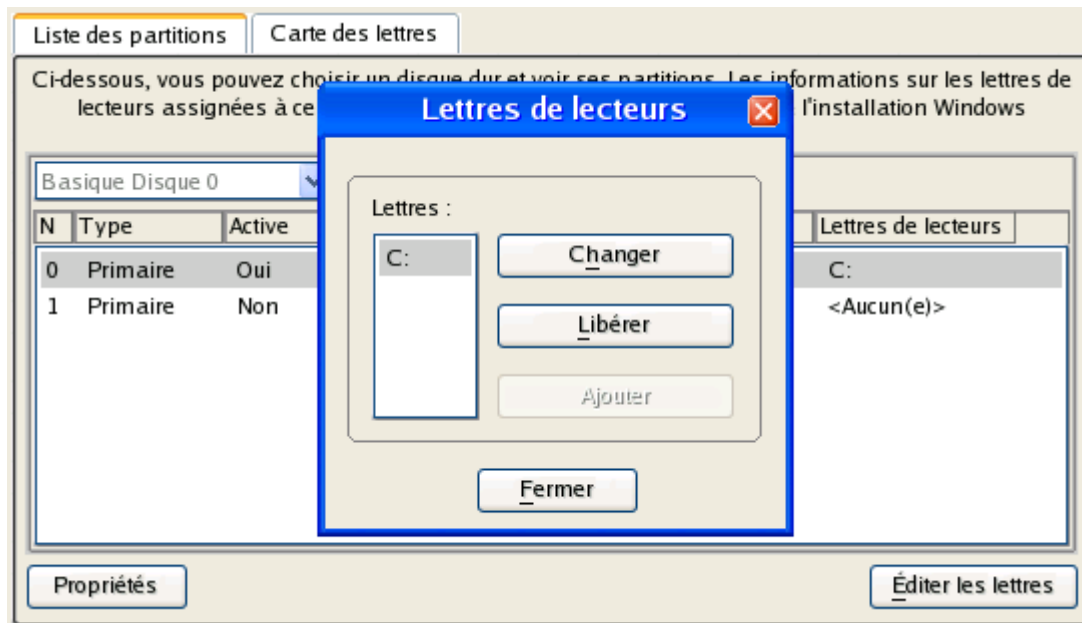 Liste des partitions
Carte des lettres
Ci-dessous, vous pouvez choisir un disque dur et voir ses partitions. Les informations sur les lettres de
lecteurs assignées à ce l'installation Windows
Lettres de lecteurs
Basique Disque 0
N Type Active Lettres de lecteurs
0 Primaire Oui C:
1 Primaire Non <Aucun(e)>
Lettres :
C:
Changer
Libérer
Ajouter
Fermer
Propriétés
Éditer les lettres